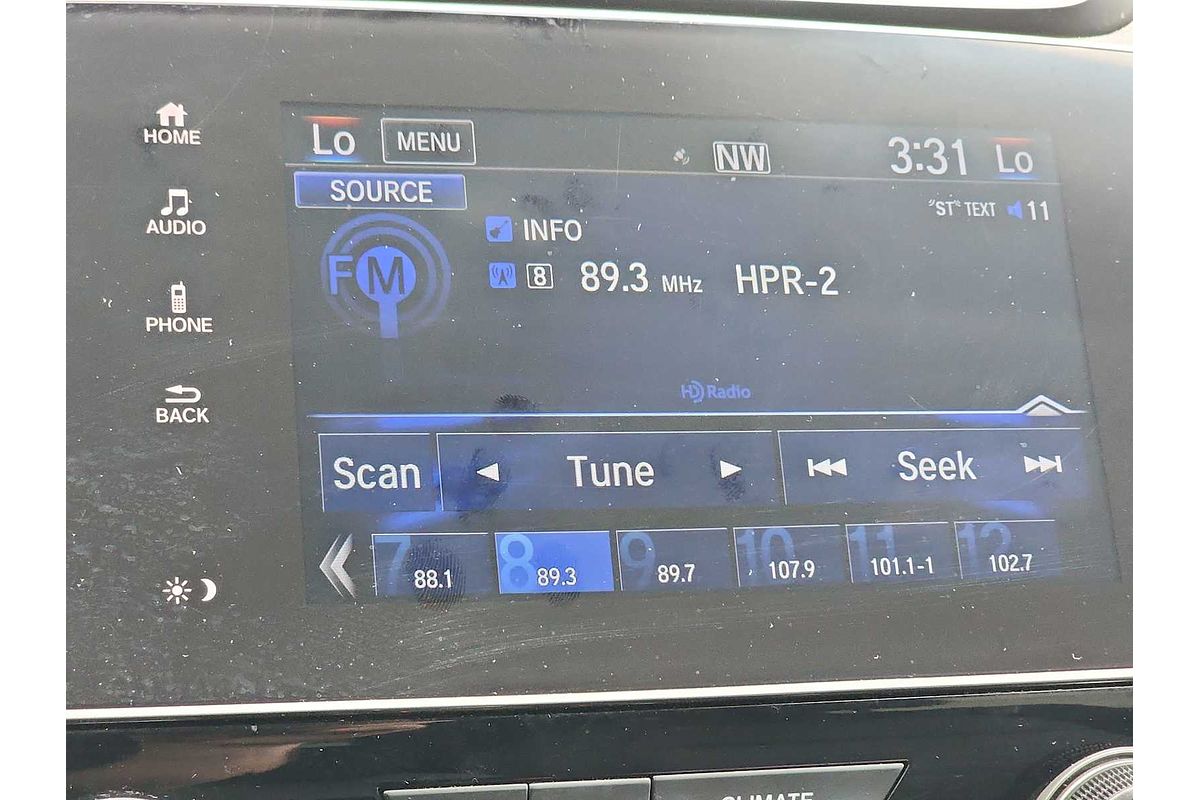 HOME
AUDIO
PHONE
BACK
Lo MENU NW 3:31 Lo
SOURCE
"ST" TEXT 11
FM
INFO
8 89.3 MHz HPR-2
HD Radio
Scan Tune Seek
7 88.1
8 89.3
9 89.7
10 107.9
11 101.1-1
12 102.7
CLIMATE